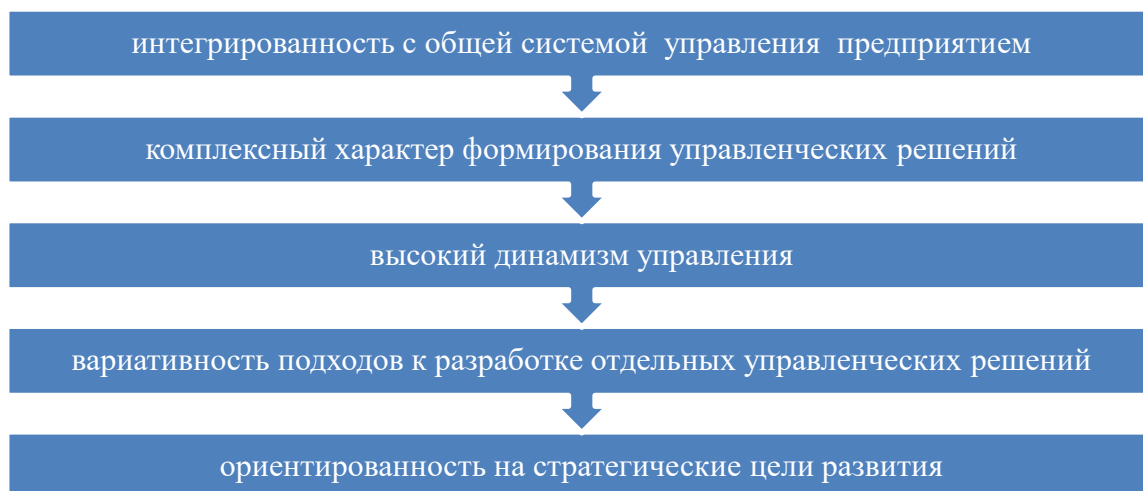 интегрированность с общей системой управления предприятием
комплексный характер формирования управленческих решений
высокий динамизм управления
вариативность подходов к разработке отдельных управленческих решений
ориентированность на стратегические цели развития